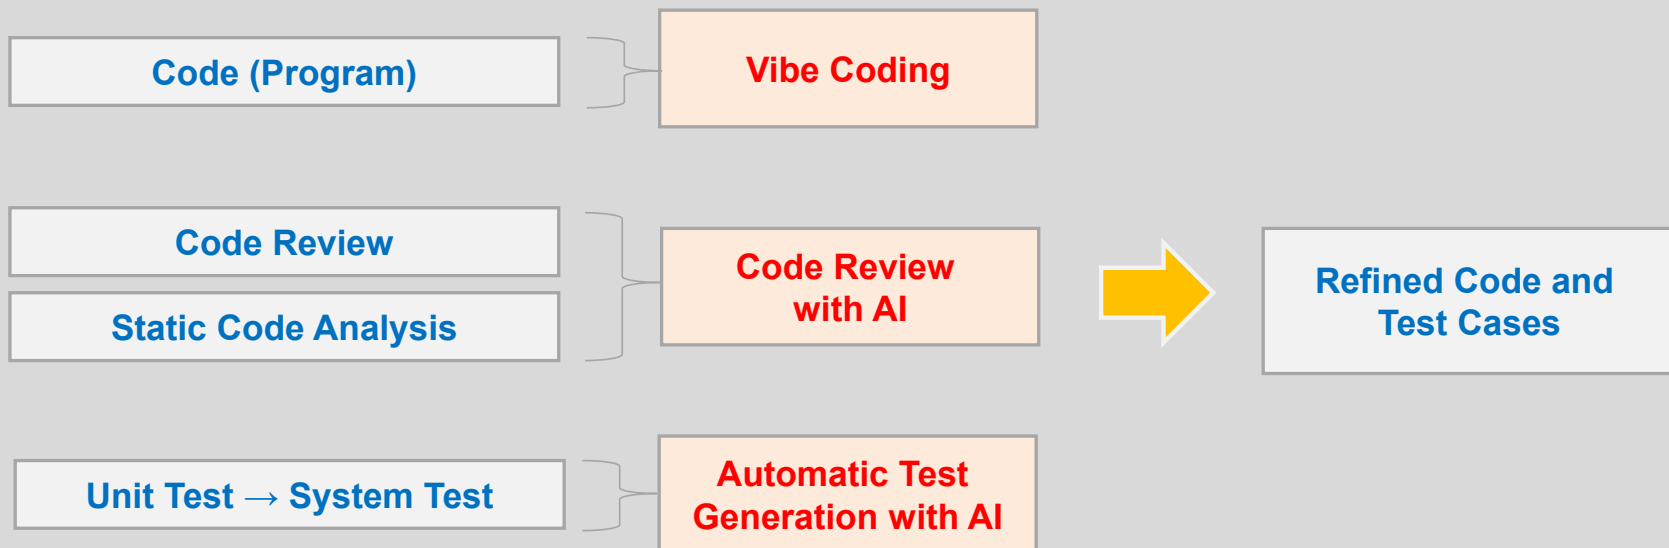 Code (Program)
Vibe Coding
Code Review
Static Code Analysis
Code Review
with AI
Refined Code and
Test Cases
Unit Test → System Test
Automatic Test
Generation with AI